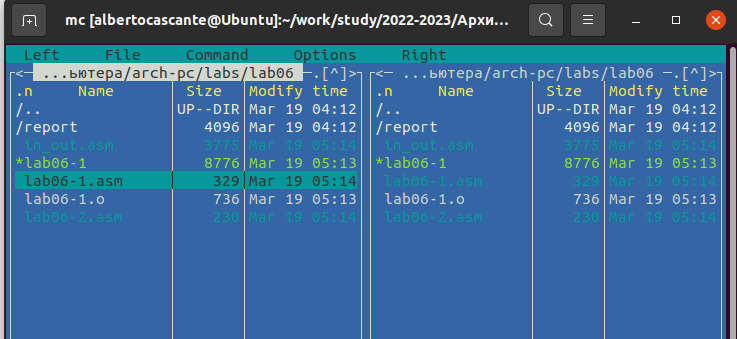 mc [albertocascante@Ubuntu]:~/work/study/2022-2023/Архи...
Left File Command Options Right
<─ ...ьютера/arch-pc/labs/lab06 ─.[^]> <─ ...ьютера/arch-pc/labs/lab06 ─.[^]>
.n Name Size Modify time .n Name Size Modify time
/.. UP--DIR Mar 19 04:12 /.. UP--DIR Mar 19 04:12
/report 4096 Mar 19 04:12 /report 4096 Mar 19 04:12
in_out.asm 3775 Mar 19 05:14 in_out.asm 3775 Mar 19 05:14
*lab06-1 8776 Mar 19 05:13 *lab06-1 8776 Mar 19 05:13
lab06-1.asm 329 Mar 19 05:14 lab06-1.asm 329 Mar 19 05:14
lab06-1.o 736 Mar 19 05:13 lab06-1.o 736 Mar 19 05:13
lab06-2.asm 230 Mar 19 05:14 lab06-2.asm 230 Mar 19 05:14